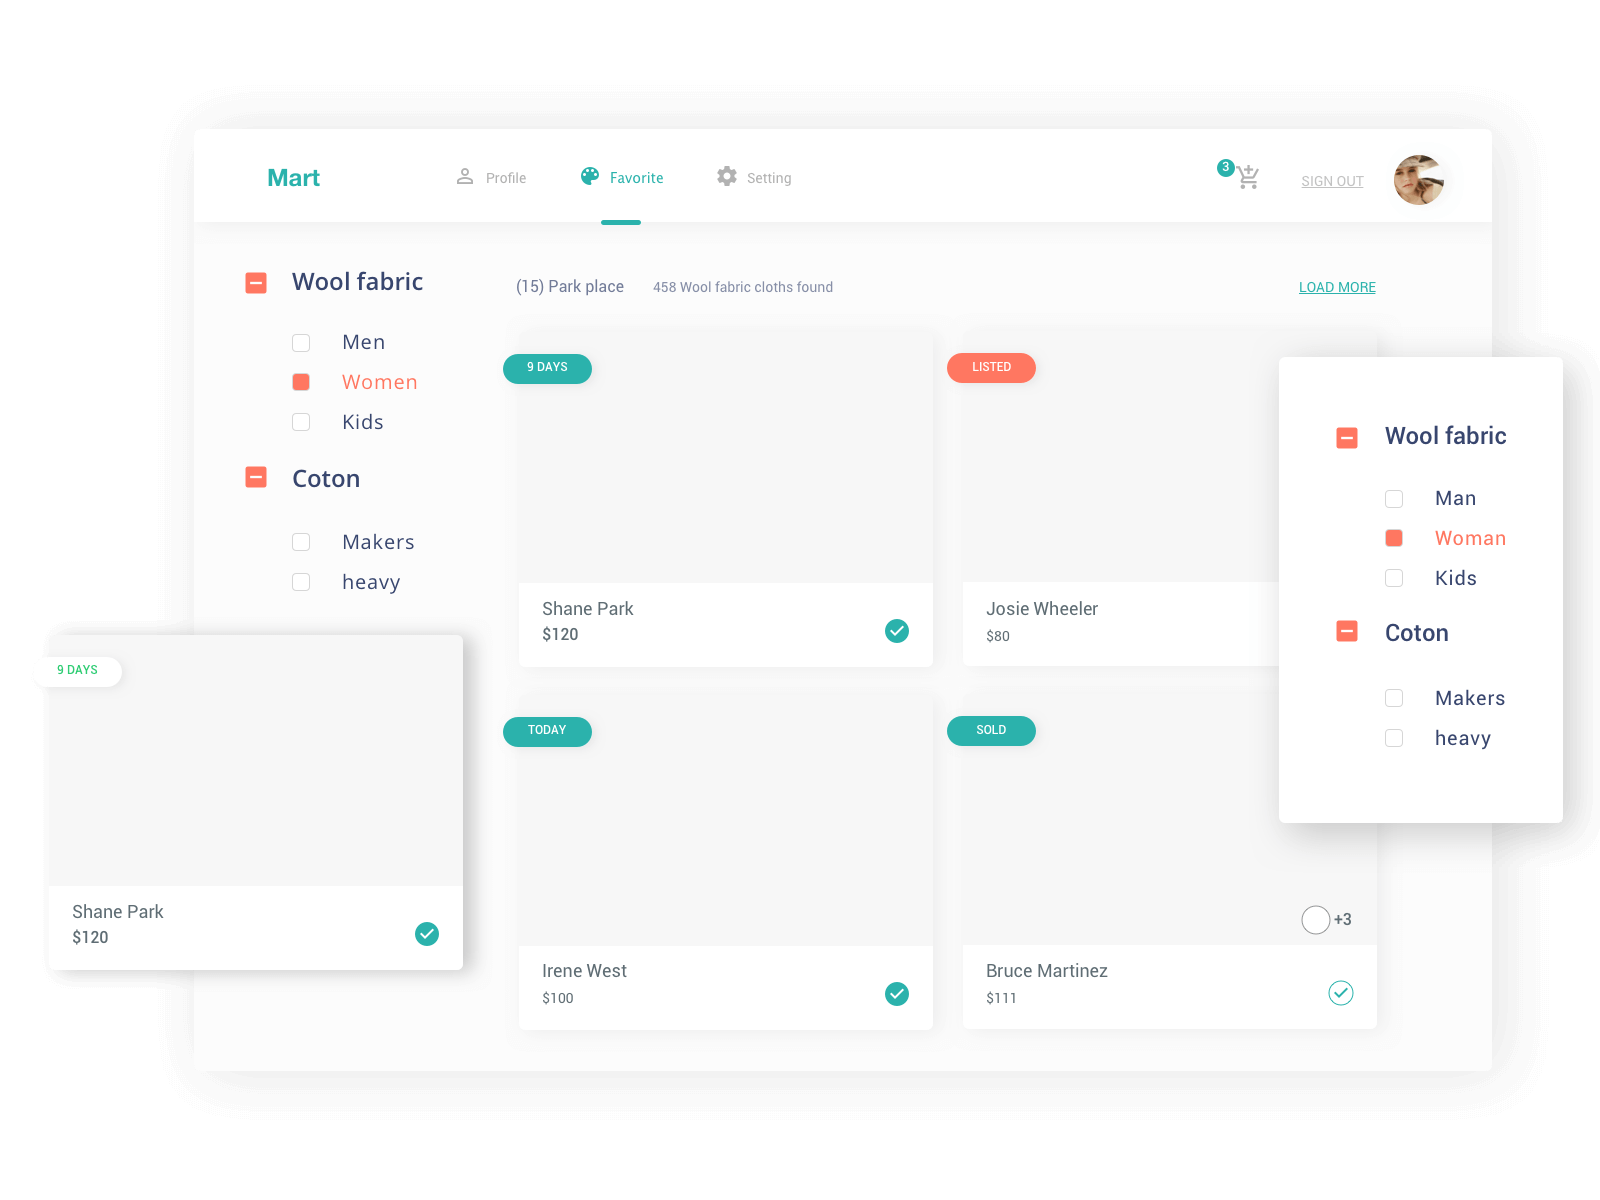 Mart
Profile
Favorite
Setting
3
SIGN OUT
Wool fabric
Men
Women
Kids
Coton
Makers
heavy
(15) Park place
458 Wool fabric cloths found
LOAD MORE
9 DAYS
Shane Park
$120
LISTED
Josie Wheeler
$80
TODAY
Irene West
$100
SOLD
+3
Bruce Martinez
$111
9 DAYS
Shane Park
$120
Wool fabric
Man
Woman
Kids
Coton
Makers
heavy